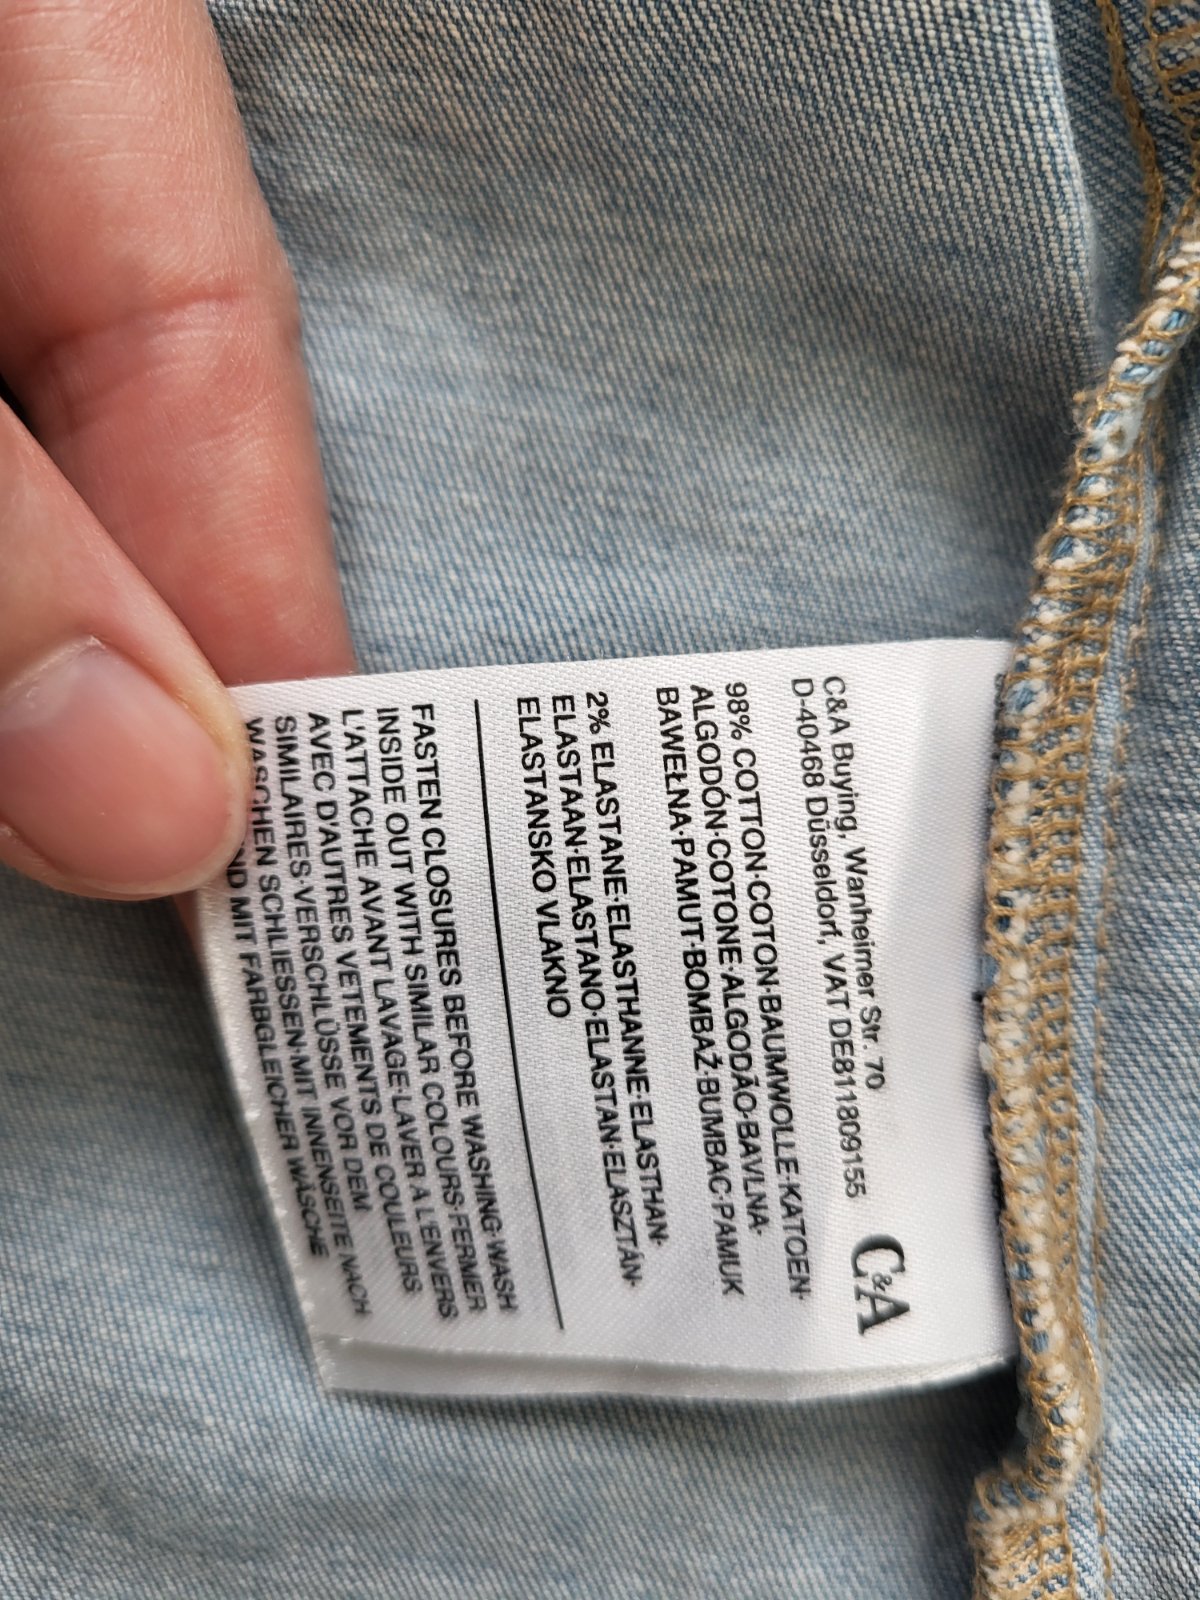 C&A Buying, Wanheimer Str. 70
D-40468 Düsseldorf, VAT DE811809155
C&A
98% COTTON·COTON·BAUMWOLLE·KATOEN·
ALGODÓN·COTONE·ALGODÃO·BAVLNA·
BAWEŁNA·PAMUT·BOMBAŽ·BUMBAC·PAMUK
2% ELASTANE·ELASTHANNE·ELASTHAN·
ELASTAAN·ELASTANO·ELASTAN·ELASZTÁN·
ELASTANSKO VLAKNO
FASTEN CLOSURES BEFORE WASHING·WASH
INSIDE OUT WITH SIMILAR COLOURS·FERMER
L'ATTACHE AVANT LAVAGE·LAVER À L'ENVERS
AVEC D'AUTRES VETEMENTS DE COULEURS
SIMILAIRES·VERSCHLÜSSE VOR DEM
WASCHEN SCHLIESSEN·MIT INNENSEITE NACH
MIT FARBGLEICHER WÄSCHE